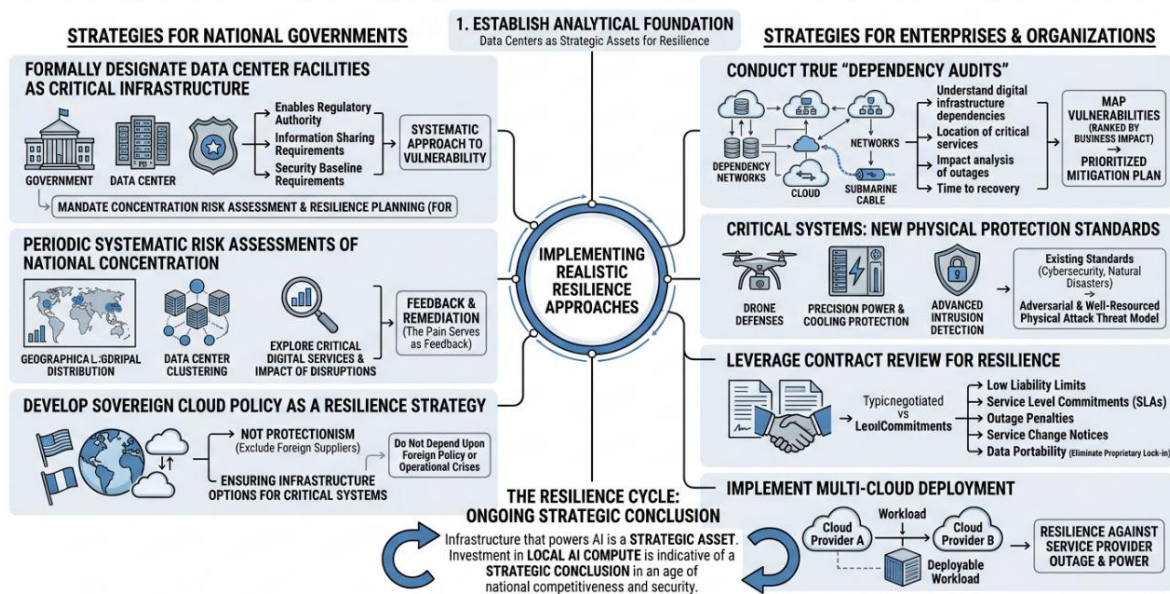 1. ESTABLISH ANALYTICAL FOUNDATION
Data Centers as Strategic Assets for Resilience
STRATEGIES FOR NATIONAL GOVERNMENTS
FORMALLY DESIGNATE DATA CENTER FACILITIES
AS CRITICAL INFRASTRUCTURE
GOVERNMENT
DATA CENTER
Enables Regulatory
Authority
Information Sharing
Requirements
Security Baseline
Requirements
SYSTEMATIC
APPROACH TO
VULNERABILITY
MANDATE CONCENTRATION RISK ASSESSMENT & RESILIENCE PLANNING (FOR
PERIODIC SYSTEMATIC RISK ASSESSMENTS OF
NATIONAL CONCENTRATION
DISTRIBUTION
DATA CENTER
CLUSTERING
EXPLORE CRITICAL
DIGITAL SERVICES &
IMPACT OF DISRUPTIONS
FEEDBACK &
REMEDIATION
(The Pain Serves
as Feedback)
DEVELOP SOVEREIGN CLOUD POLICY AS A RESILIENCE STRATEGY
NOT PROTECTIONISM
(Exclude Foreign Suppliers)
ENSURING INFRASTRUCTURE
OPTIONS FOR CRITICAL SYSTEMS
Do Not Depend Upon
Foreign Policy or
Operational Crises
IMPLEMENTING
REALISTIC
RESILIENCE
APPROACHES
THE RESILIENCE CYCLE:
ONGOING STRATEGIC CONCLUSION
Infrastructure that powers AI is a STRATEGIC ASSET.
Investment in LOCAL AI COMPUTE is indicative of a
STRATEGIC CONCLUSION in an age of
national competitiveness and security.
STRATEGIES FOR ENTERPRISES & ORGANIZATIONS
CONDUCT TRUE “DEPENDENCY AUDITS”
DEPENDENCY
NETWORKS
CLOUD
NETWORKS
SUBMARINE
CABLE
Understand digital
infrastructure
dependencies
Location of critical
services
Impact analysis
of outages
Time to recovery
MAP
VULNERABILITIES
(RANKED BY
BUSINESS IMPACT)
PRIORITIZED
MITIGATION PLAN
CRITICAL SYSTEMS: NEW PHYSICAL PROTECTION STANDARDS
DRONE
DEFENSES
PRECISION POWER &
COOLING PROTECTION
ADVANCED
INTRUSION
DETECTION
Existing Standards
(Cybersecurity, Natural
Disasters)
Adversarial & Well-Resourced
Physical Attack Threat Model
LEVERAGE CONTRACT REVIEW FOR RESILIENCE
vs
Low Liability Limits
Service Level Commitments (SLAs)
Outage Penalties
Service Change Notices
Data Portability (Eliminate Proprietary Lock-in)
IMPLEMENT MULTI-CLOUD DEPLOYMENT
Cloud
Provider A
Workload
Cloud
Provider B
Deployable
Workload
RESILIENCE AGAINST
SERVICE PROVIDER
OUTAGE & POWER